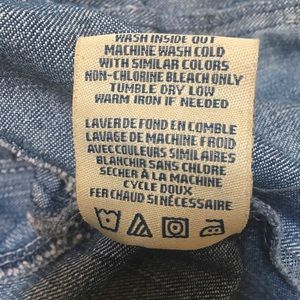 WASH INSIDE OUT
MACHINE WASH COLD
WITH SIMILAR COLORS
NON-CHLORINE BLEACH ONLY
TUMBLE DRY LOW
WARM IRON IF NEEDED
LAVER DE FOND EN COMBLE
LAVAGE DE MACHINE FROID
AVEC COULEURS SIMILAIRES
BLANCHIR SANS CHLORE
SECHER À LA MACHINE
CYCLE DOUX
FER CHAUD SI NÉCESSAIRE